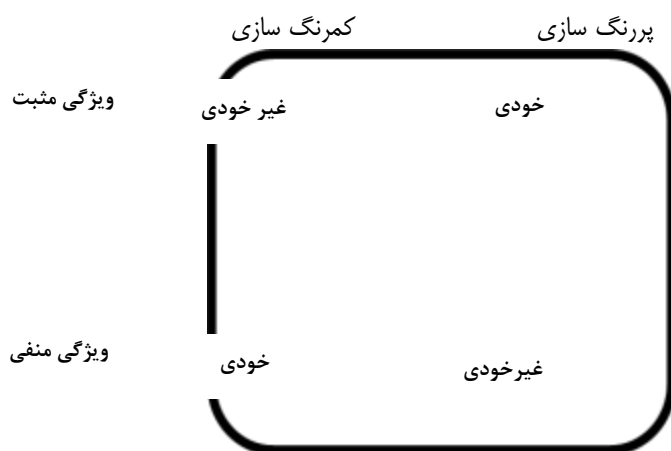 پررنگ سازی کمرنگ سازی
خودی غیر خودی ویژگی مثبت
غیرخودی خودی ویژگی منفی